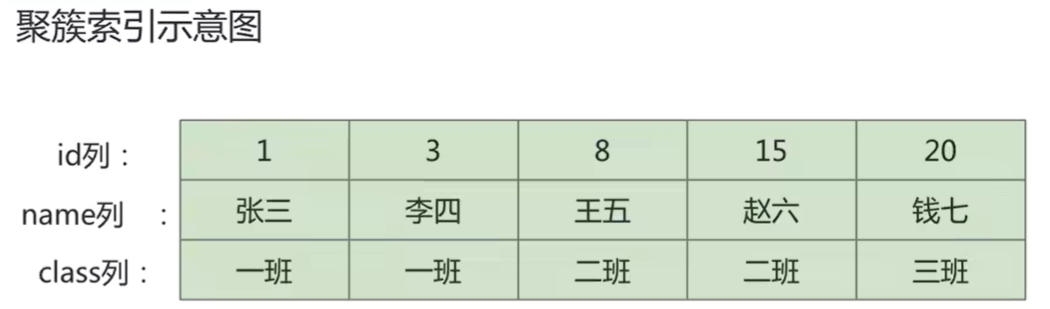 聚簇索引示意图
id列： 1 3 8 15 20
name列 ： 张三 李四 王五 赵六 钱七
class列： 一班 一班 二班 二班 三班